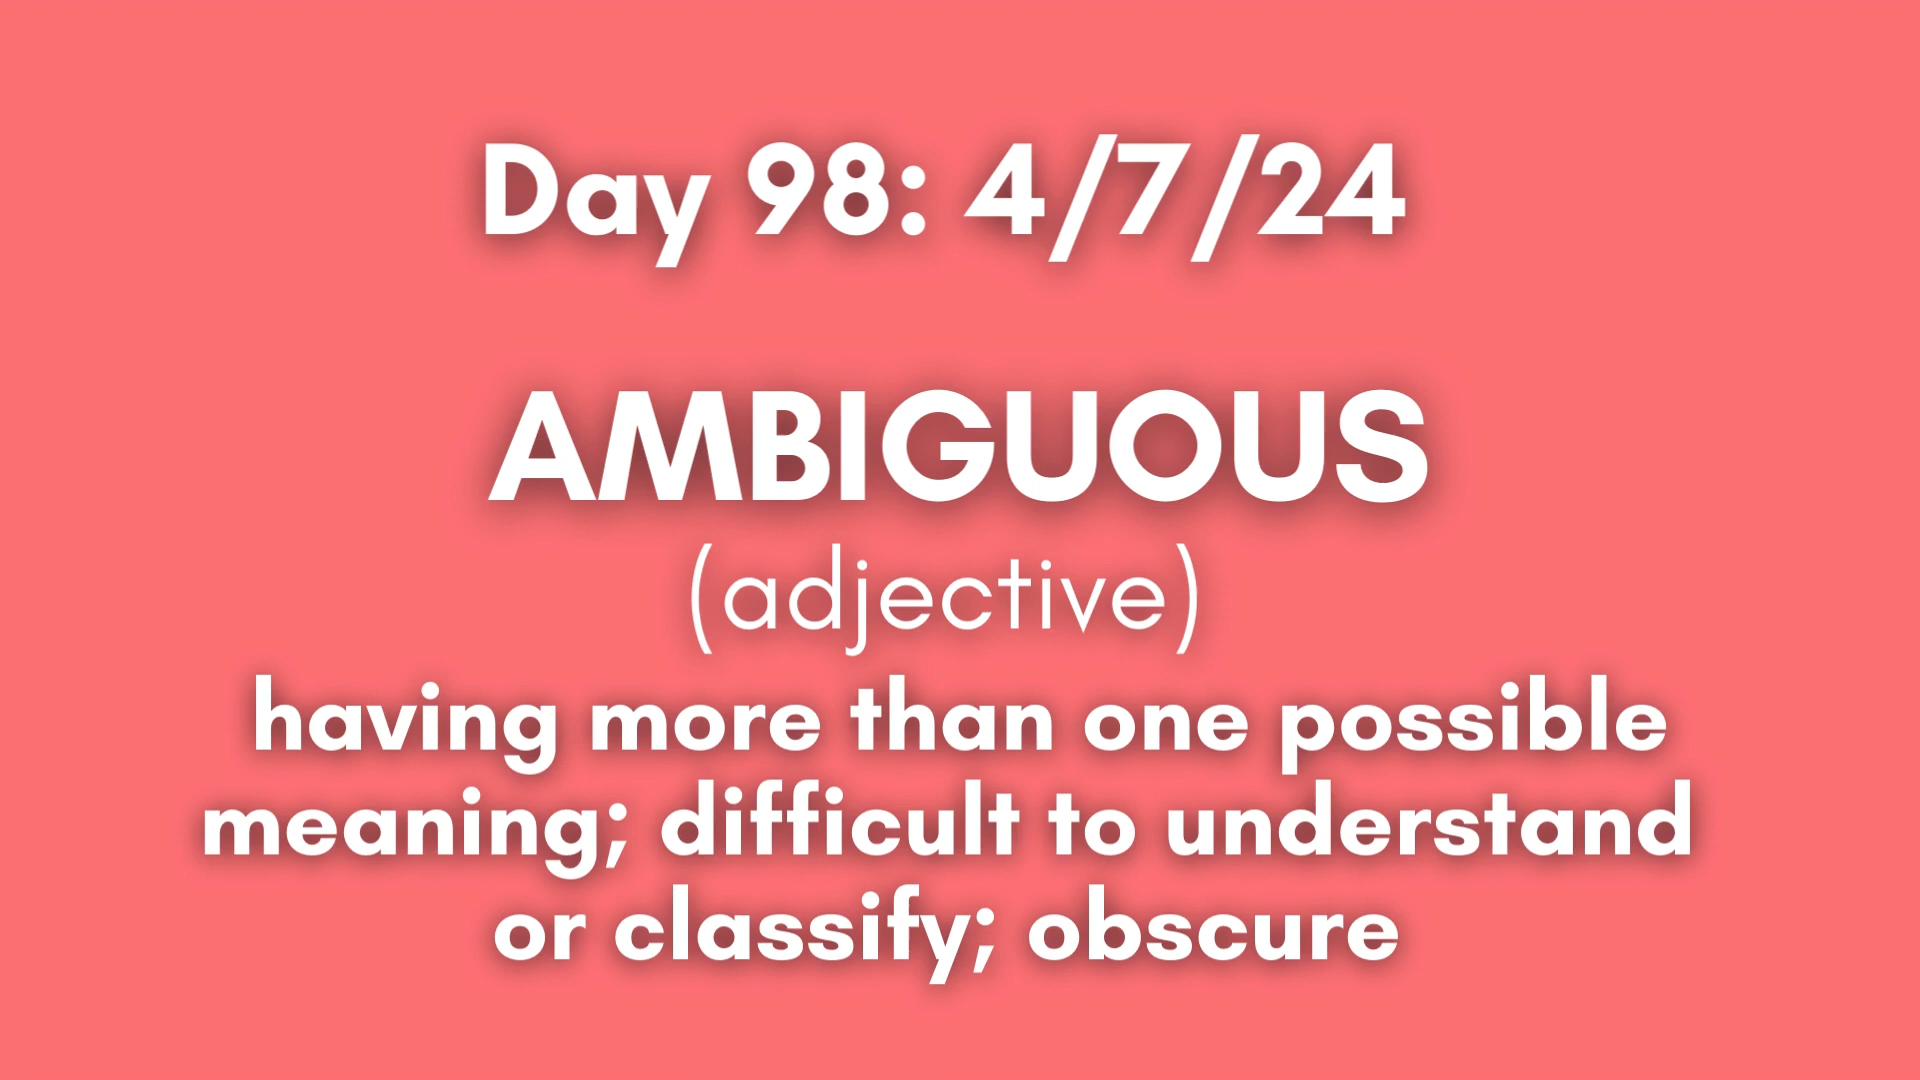 Day 98: 4/7/24
AMBIGUOUS
(adjective)
having more than one possible
meaning; difficult to understand
or classify; obscure